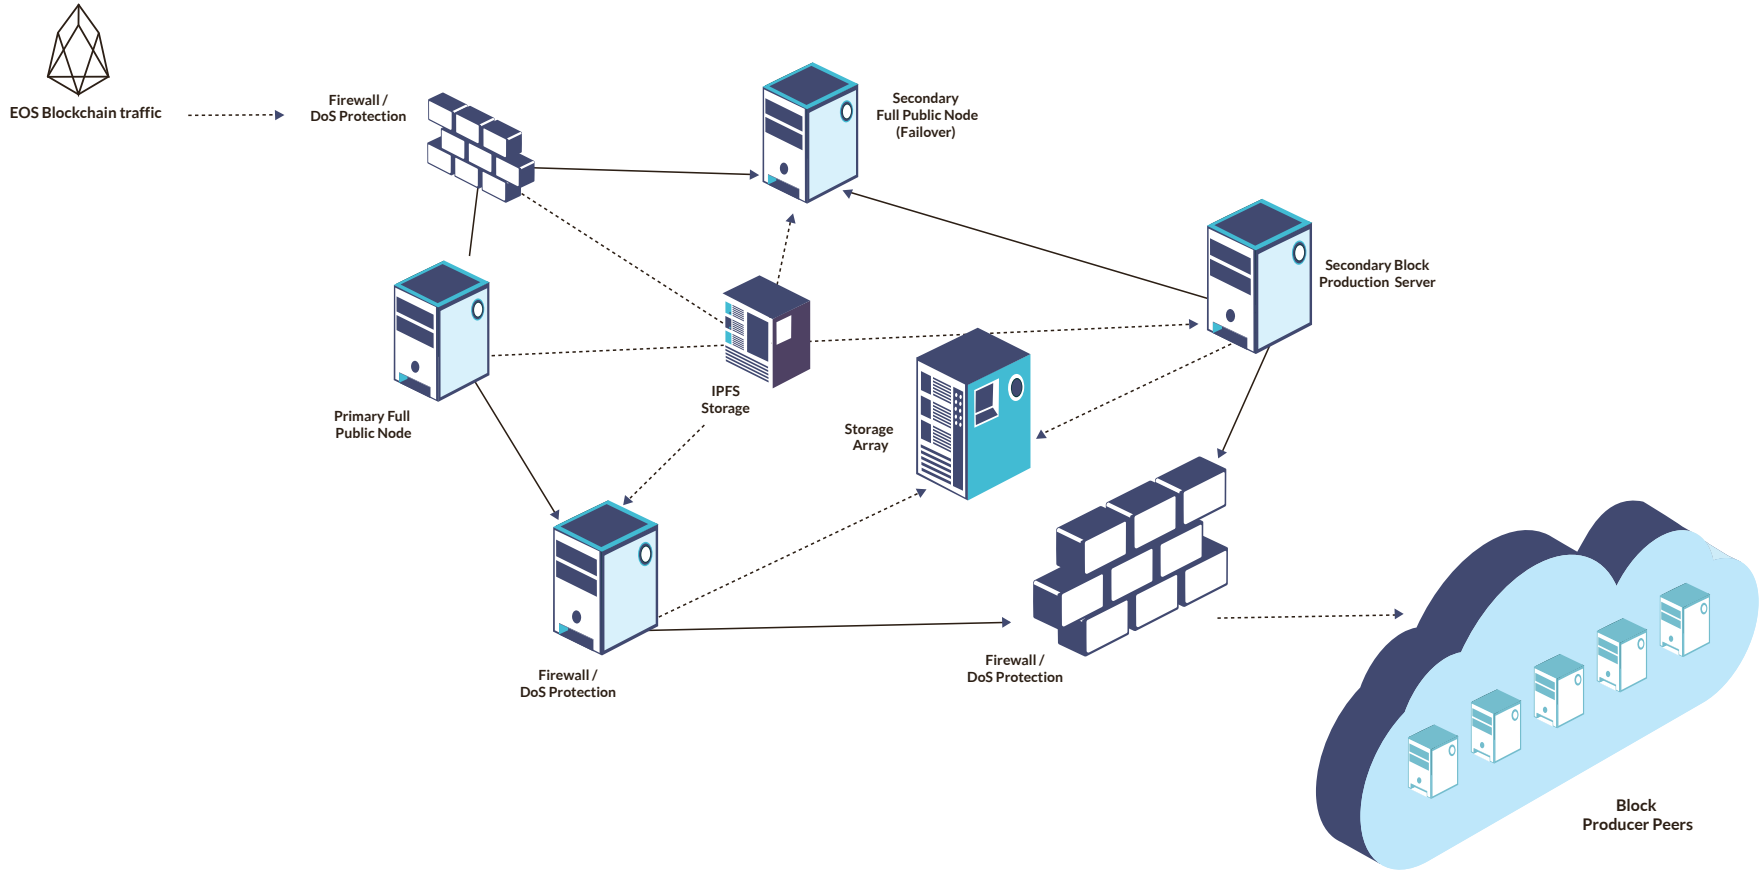 EOS Blockchain traffic
Firewall /
DoS Protection
Secondary
Full Public Node
(Failover)
Secondary Block
Production Server
Primary Full
Public Node
IPFS
Storage
Storage
Array
Firewall /
DoS Protection
Firewall /
DoS Protection
Block
Producer Peers